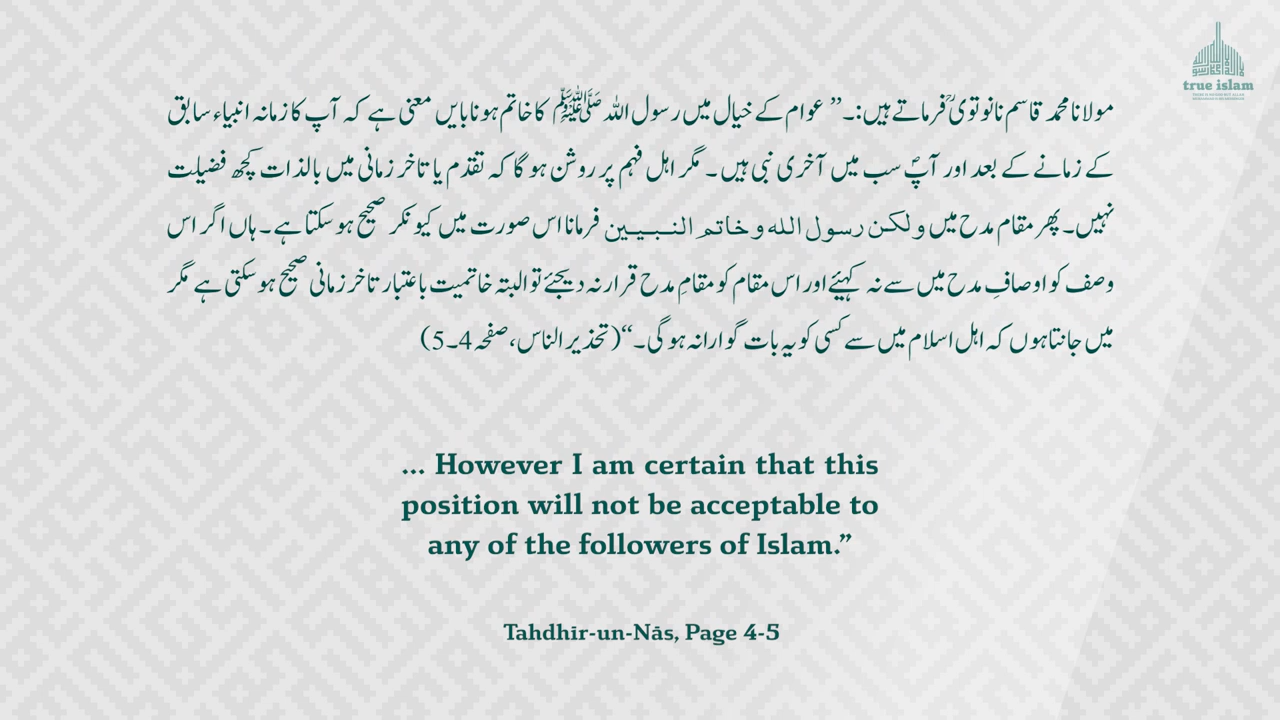 مولانا محمد قاسم نانوتویؒ فرماتے ہیں:۔ ”عوام کے خیال میں رسول اللہ ﷺ کا خاتم ہونا بایں معنی ہے کہ آپ کا زمانہ انبیاء سابق
کے زمانے کے بعد اور آپؐ سب میں آخری نبی ہیں۔ مگر اہل فہم پر روشن ہو گا کہ تقدم یا تاخر زمانی میں بالذات کچھ فضیلت
نہیں۔ پھر مقام مدح میں ولکن رسول اللہ و خاتم النبیین فرمانا اس صورت میں کیونکر صحیح ہو سکتا ہے۔ ہاں اگر اس
وصف کو اوصافِ مدح میں سے نہ کہیئے اور اس مقام کو مقامِ مدح قرار نہ دیجئے تو البتہ خاتمیت باعتبار تاخر زمانی صحیح ہو سکتی ہے مگر
میں جانتا ہوں کہ اہل اسلام میں سے کسی کو یہ بات گوارا نہ ہو گی۔“ (تحذیر الناس، صفحہ 4۔5)
... However I am certain that this
position will not be acceptable to
any of the followers of Islam.”
Tahdhīr-un-Nās, Page 4-5
true islam